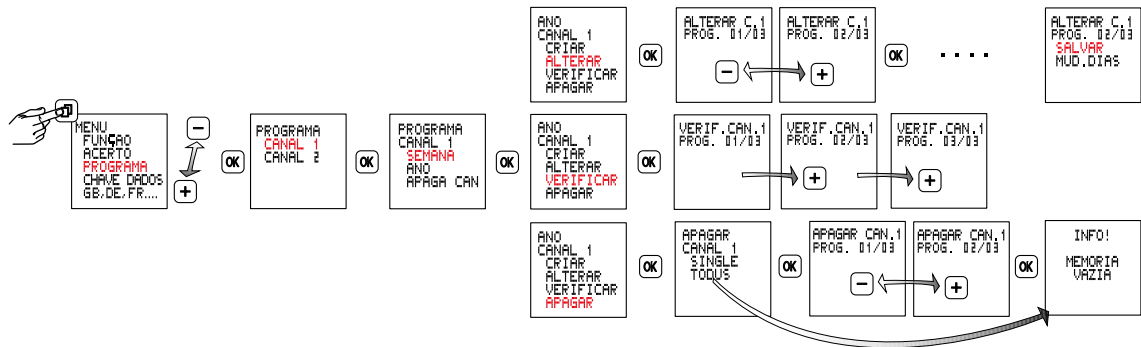 MENU
FUNÇAO
ACERTO
PROGRAMA
CHAVE DADOS
GB,DE,FR....
−
+
OK
PROGRAMA
CANAL 1
CANAL 2
OK
PROGRAMA
CANAL 1
SEMANA
ANO
APAGA CAN
OK
ANO
CANAL 1
CRIAR
ALTERAR
VERIFICAR
APAGAR
OK
ALTERAR C.1
PROG. 01/03
−
ALTERAR C.1
PROG. 02/03
+
OK
. . . .
ALTERAR C.1
PROG. 02/03
SALVAR
MUD.DIAS
ANO
CANAL 1
CRIAR
ALTERAR
VERIFICAR
APAGAR
OK
VERIF.CAN.1
PROG. 01/03
VERIF.CAN.1
PROG. 02/03
+
VERIF.CAN.1
PROG. 03/03
+
ANO
CANAL 1
CRIAR
ALTERAR
VERIFICAR
APAGAR
OK
APAGAR
CANAL 1
SINGLE
TODUS
OK
APAGAR CAN.1
PROG. 01/03
−
APAGAR CAN.1
PROG. 02/03
+
OK
INFO!
MEMORIA
VAZIA